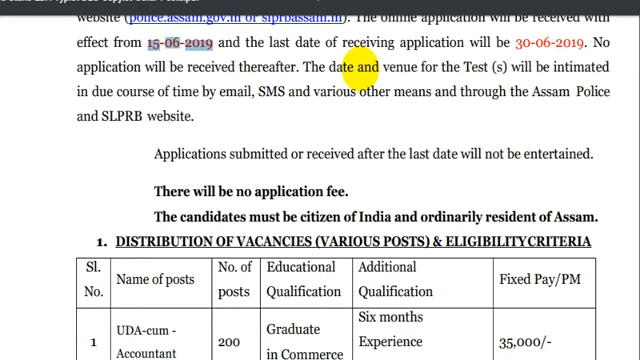 website (police.assam.gov.in or slprbassam.in). The online application will be received with
effect from 15-06-2019 and the last date of receiving application will be 30-06-2019. No
application will be received thereafter. The date and venue for the Test (s) will be intimated
in due course of time by email, SMS and various other means and through the Assam Police
and SLPRB website.
Applications submitted or received after the last date will not be entertained.
There will be no application fee.
The candidates must be citizen of India and ordinarily resident of Assam.
1. DISTRIBUTION OF VACANCIES (VARIOUS POSTS) & ELIGIBILITYCRITERIA
Sl. No. Name of posts No. of posts Educational Qualification Additional Qualification Fixed Pay/PM
1 UDA-cum - Accountant 200 Graduate in Commerce Six months Experience 35,000/-